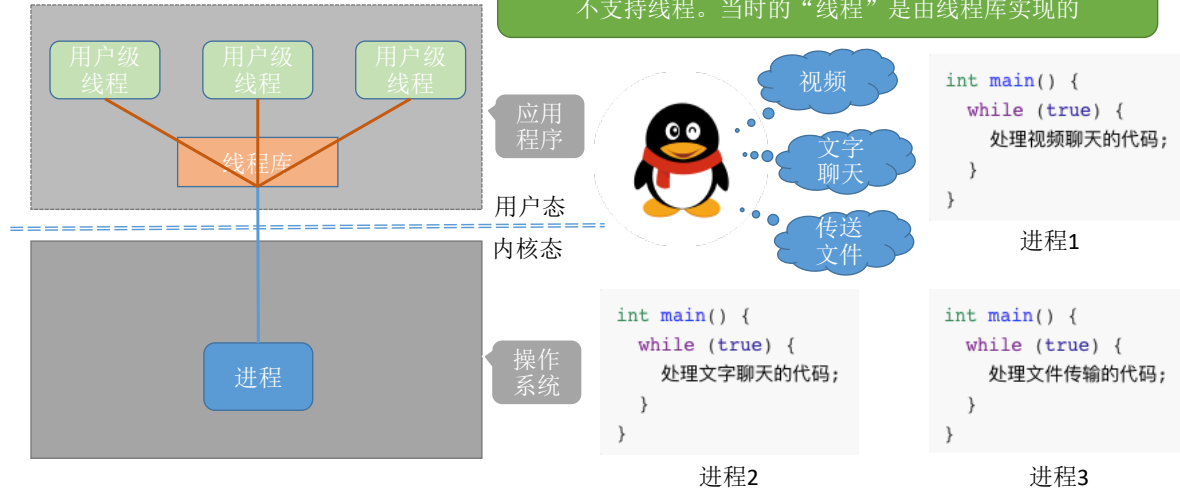 不支持线程。当时的“线程”是由线程库实现的
用户级
线程
用户级
线程
用户级
线程
线程库
应用
程序
用户态
内核态
进程
操作
系统
视频
文字
聊天
传送
文件
int main() {
while (true) {
处理视频聊天的代码;
}
}
进程1
int main() {
while (true) {
处理文字聊天的代码;
}
}
进程2
int main() {
while (true) {
处理文件传输的代码;
}
}
进程3